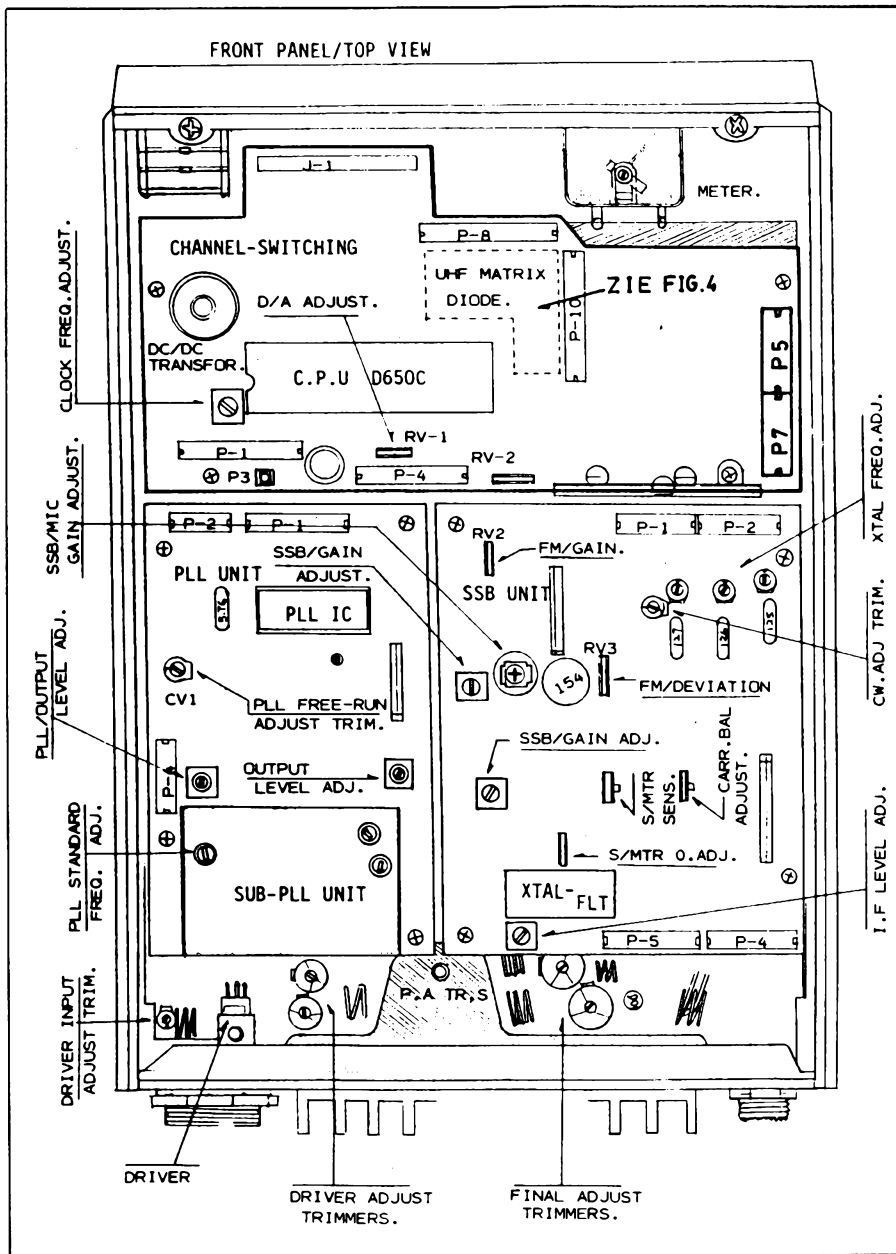 FRONT PANEL/TOP VIEW
J-1
METER.
P-8
CHANNEL-SWITCHING
UHF MATRIX
DIODE.
ZIE FIG.4
P-10
D/A ADJUST.
DC/DC
TRANSFOR.
C.P.U D650C
P5
P7
CLOCK FREQ.ADJUST.
P-1
RV-1
P3
P-4
RV-2
SSB/MIC
GAIN ADJUST.
XTAL FREQ.ADJ.
P-2
P-1
SSB/GAIN
ADJUST.
PLL UNIT
PLL IC
CV1
PLL FREE-RUN
ADJUST TRIM.
P-1
P-2
RV2
FM/GAIN.
SSB UNIT
127
126
125
RV3
154
FM/DEVIATION
CW.ADJ TRIM.
PLL/OUTPUT
LEVEL ADJ.
OUTPUT
LEVEL ADJ.
SSB/GAIN ADJ.
S/MTR
SENS.
CARR.BAL
ADJUST.
S/MTR O.ADJ.
PLL STANDARD
FREQ. ADJ.
SUB-PLL UNIT
XTAL-
FLT
I.F LEVEL ADJ.
P-5
P-4
P.A TR,S
DRIVER INPUT
ADJUST TRIM.
DRIVER
DRIVER ADJUST
TRIMMERS.
FINAL ADJUST
TRIMMERS.